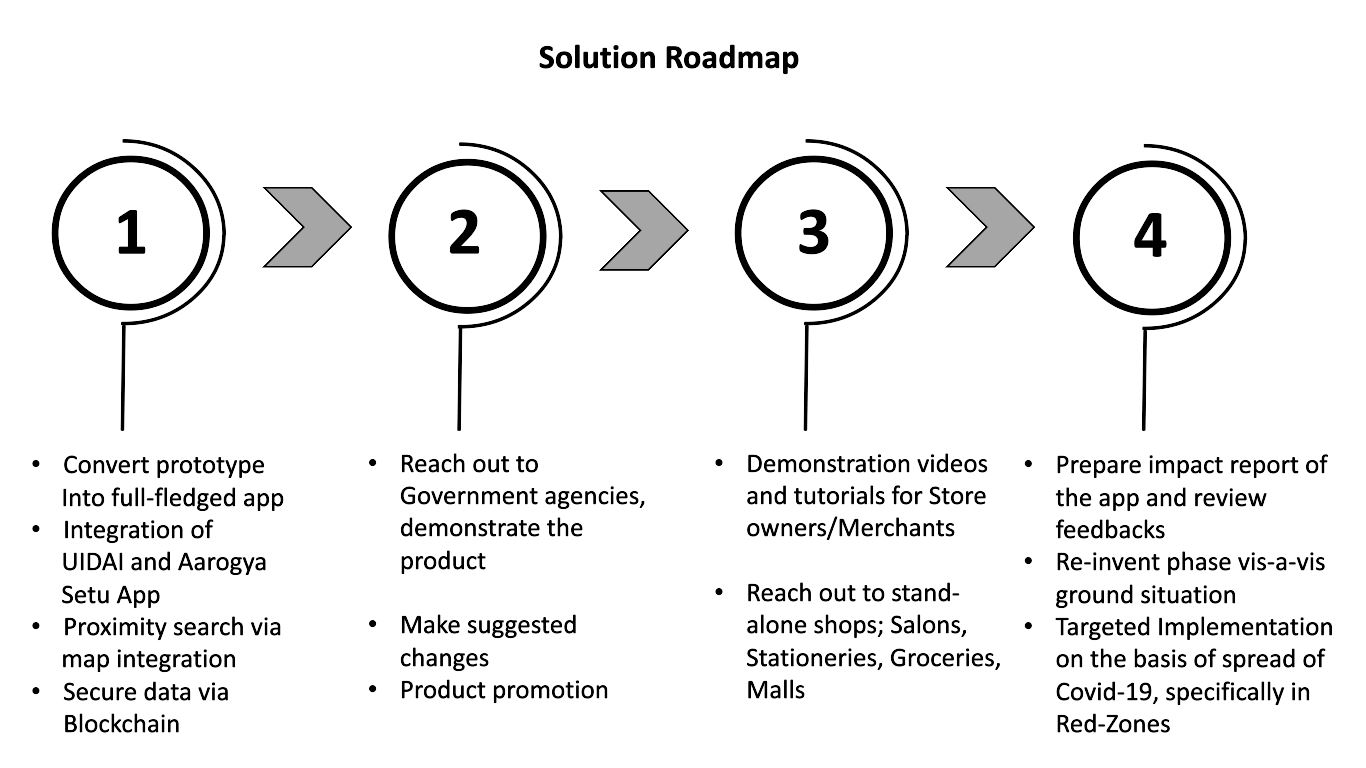 Solution Roadmap
1
2
3
4
• Convert prototype
Into full-fledged app
• Integration of
UIDAI and Aarogya
Setu App
• Proximity search via
map integration
• Secure data via
Blockchain
• Reach out to
Government agencies,
demonstrate the
product
• Make suggested
changes
• Product promotion
• Demonstration videos
and tutorials for Store
owners/Merchants
• Reach out to stand-
alone shops; Salons,
Stationeries, Groceries,
Malls
• Prepare impact report of
the app and review
feedbacks
• Re-invent phase vis-a-vis
ground situation
• Targeted Implementation
on the basis of spread of
Covid-19, specifically in
Red-Zones